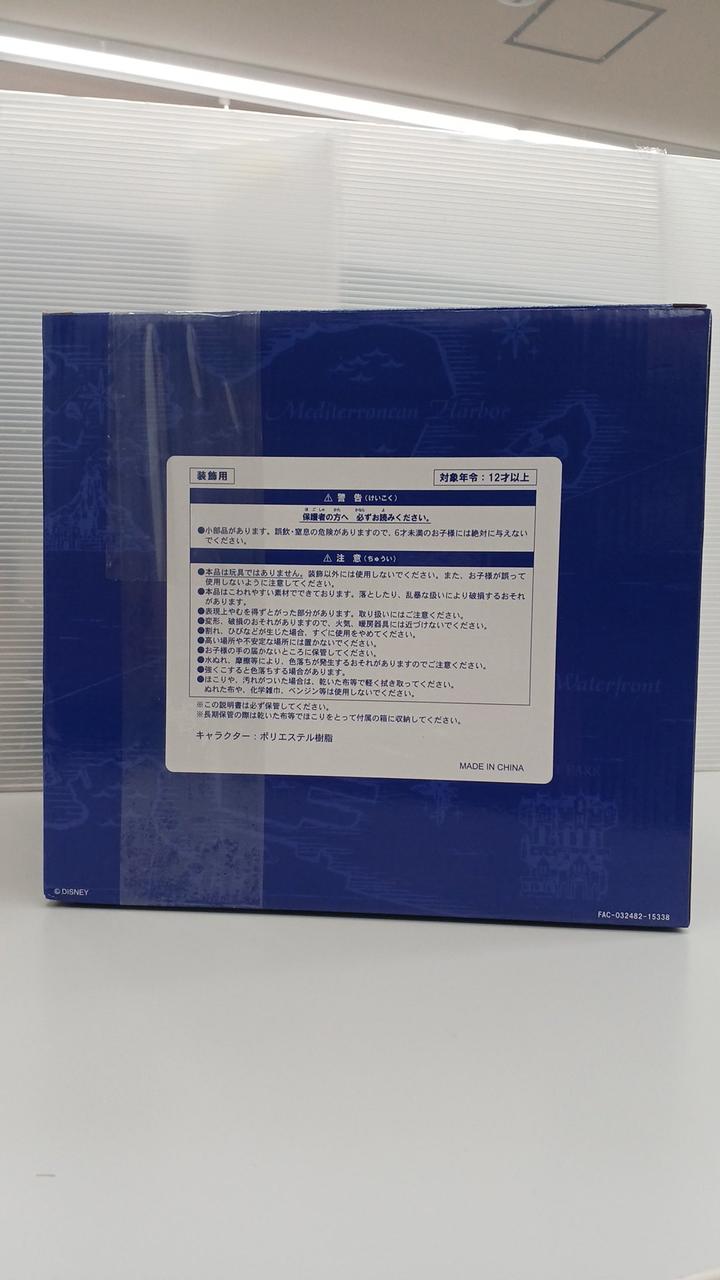 Mediterranean Harbor
装飾用
対象年令：12才以上
⚠ 警 告 (けいこく)
ほごしゃ かた かなら よ
保護者の方へ 必ずお読みください。
●小部品があります。誤飲・窒息の危険がありますので、6才未満のお子様には絶対に与えない
でください。
⚠ 注 意 (ちゅうい)
●本品は玩具ではありません。装飾以外には使用しないでください。また、お子様が誤って
使用しないように注意してください。
●本品はこわれやすい素材でできております。落としたり、乱暴な扱いにより破損するおそれ
があります。
●表現上やむを得ずとがった部分があります。取り扱いにはご注意ください。
●変形、破損のおそれがありますので、火気、暖房器具には近づけないでください。
●割れ、ひびなどが生じた場合、すぐに使用をやめてください。
●高い場所や不安定な場所には置かないでください。
●お子様の手の届かないところに保管してください。
●水ぬれ、摩擦等により、色落ちが発生するおそれがありますのでご注意ください。
●強くこすると色落ちする場合があります。
●ほこりや、汚れがついた場合は、乾いた布等で軽く拭き取ってください。
ぬれた布や、化学雑巾、ベンジン等は使用しないでください。
Waterfront
※この説明書は必ず保管してください。
※長期保管の際は乾いた布等でほこりをとって付属の箱に収納してください。
キャラクター：ポリエステル樹脂
MADE IN CHINA
PARK
© DISNEY
FAC-032482-15338